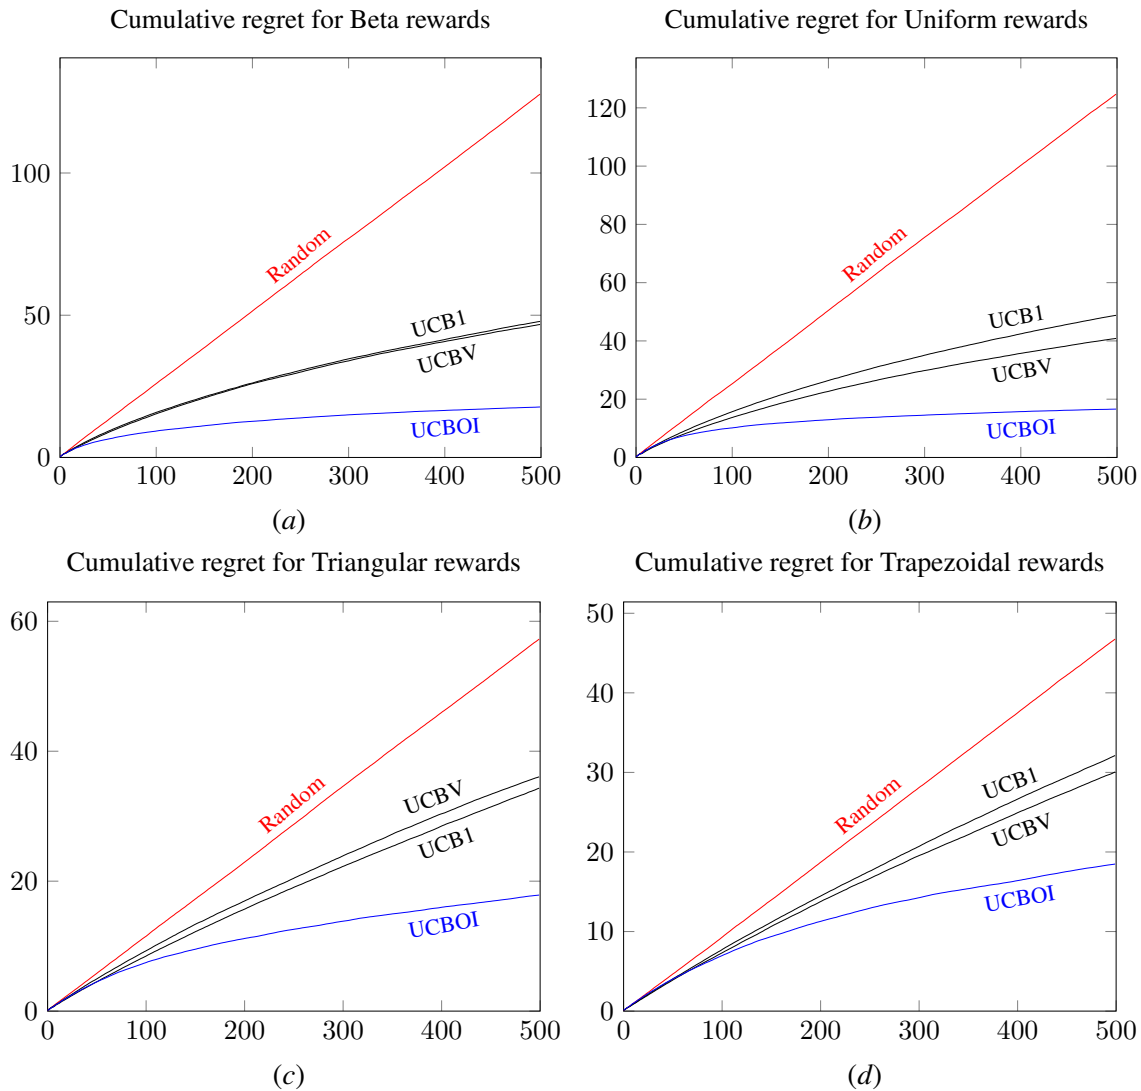 Cumulative regret for Beta rewards
100
50
0
0 100 200 300 400 500
Random
UCB1
UCBV
UCBOI
(a)
Cumulative regret for Uniform rewards
120
100
80
60
40
20
0
0 100 200 300 400 500
Random
UCB1
UCBV
UCBOI
(b)
Cumulative regret for Triangular rewards
60
40
20
0
0 100 200 300 400 500
Random
UCBV
UCB1
UCBOI
(c)
Cumulative regret for Trapezoidal rewards
50
40
30
20
10
0
0 100 200 300 400 500
Random
UCB1
UCBV
UCBOI
(d)